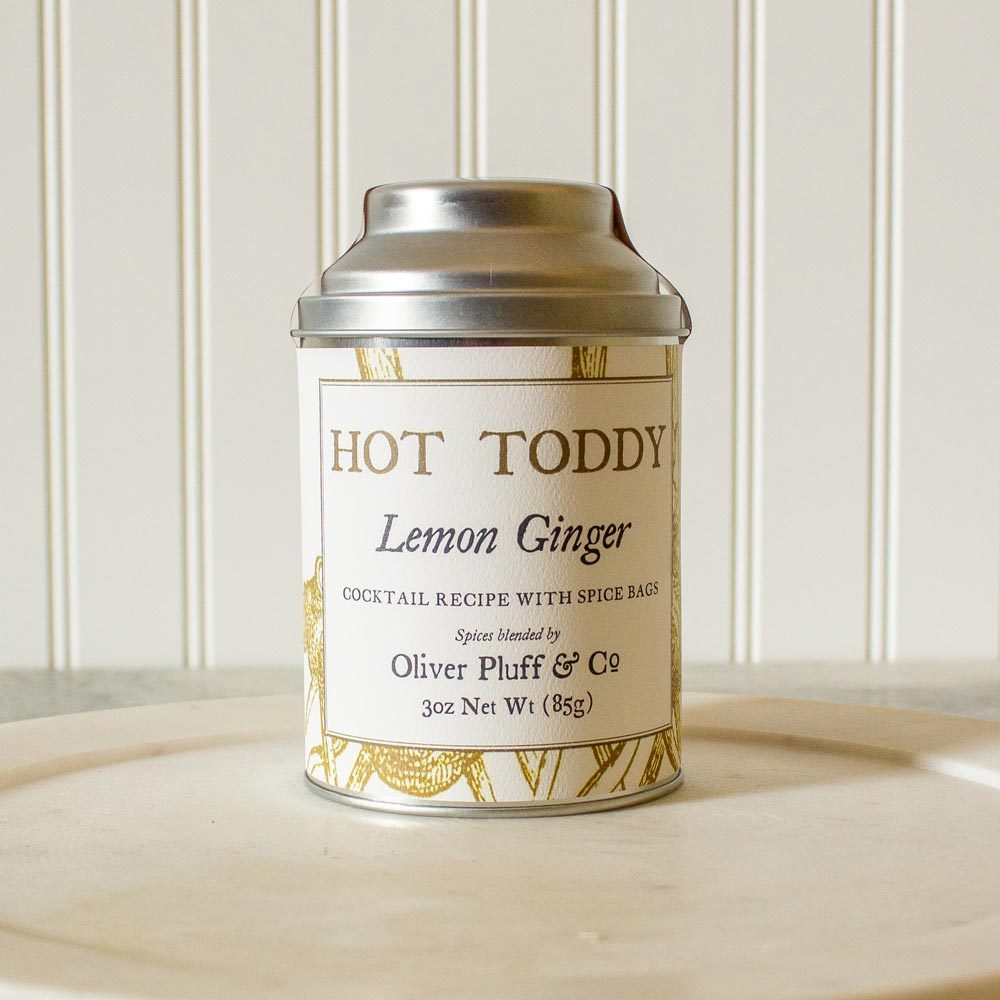 HOT TODDY
Lemon Ginger
COCKTAIL RECIPE WITH SPICE BAGS
Spices blended by
Oliver Pluff & Cº
3oz Net Wt (85g)